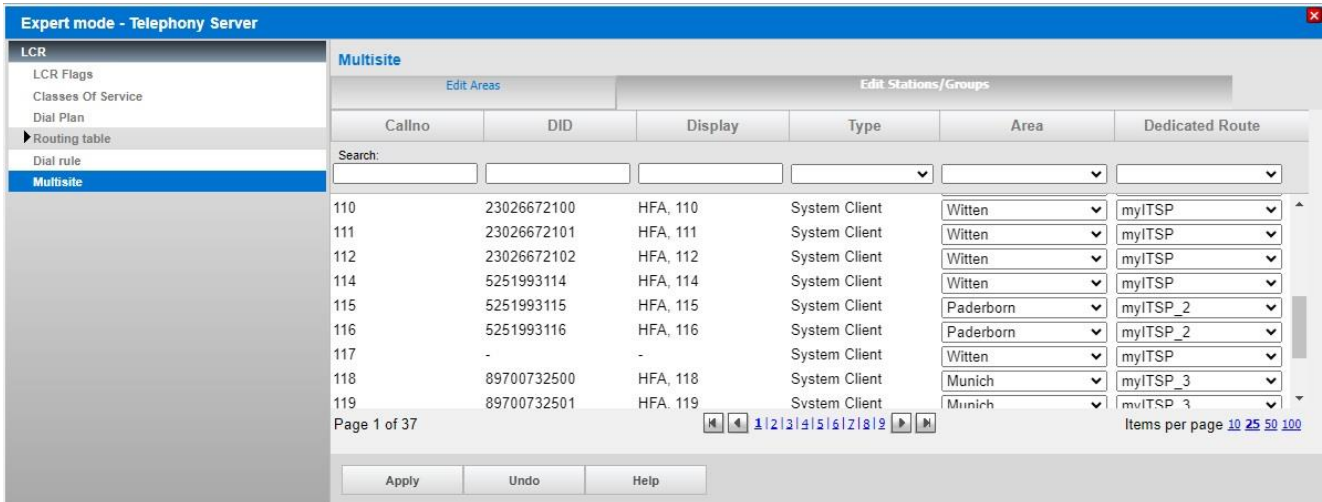 Expert mode - Telephony Server
LCR
LCR Flags
Classes Of Service
Dial Plan
Routing table
Dial rule
Multisite
Multisite
Edit Areas Edit Stations/Groups
Callno DID Display Type Area Dedicated Route
Search:
110 23026672100 HFA, 110 System Client Witten myITSP
111 23026672101 HFA, 111 System Client Witten myITSP
112 23026672102 HFA, 112 System Client Witten myITSP
114 5251993114 HFA, 114 System Client Witten myITSP
115 5251993115 HFA, 115 System Client Paderborn myITSP_2
116 5251993116 HFA, 116 System Client Paderborn myITSP_2
117 - - System Client Witten myITSP
118 89700732500 HFA, 118 System Client Munich myITSP_3
119 89700732501 HFA, 119 System Client Munich myITSP_3
Page 1 of 37 1|2|3|4|5|6|7|8|9 Items per page 10 25 50 100
Apply Undo Help